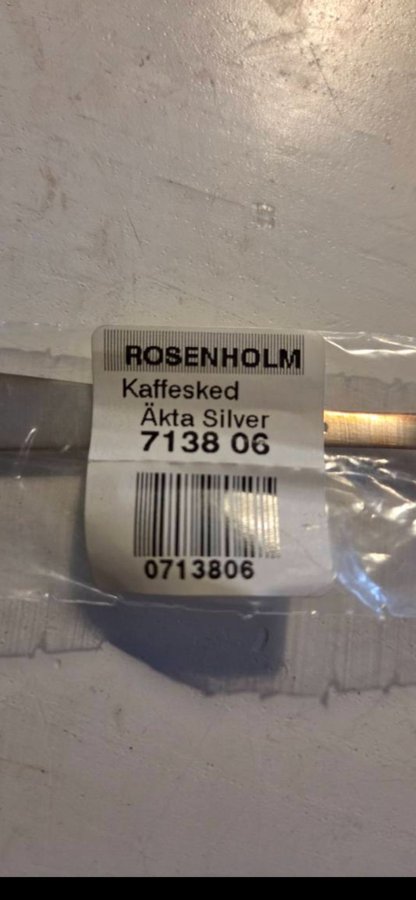 ROSENHOLM
Kaffesked
Äkta Silver
7138 06
0713806